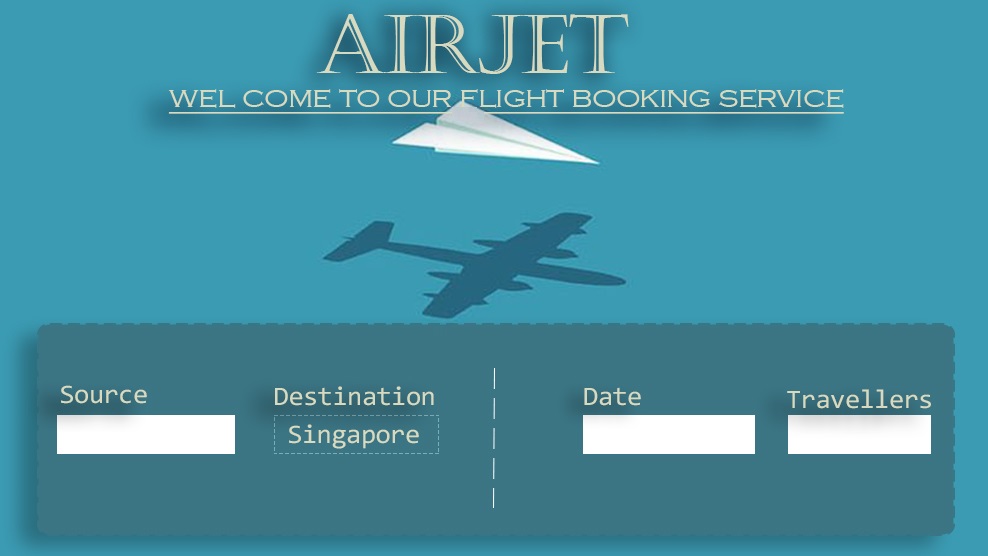 AIRJET
WEL COME TO OUR FLIGHT BOOKING SERVICE
Source
Destination
Singapore
Date
Travellers